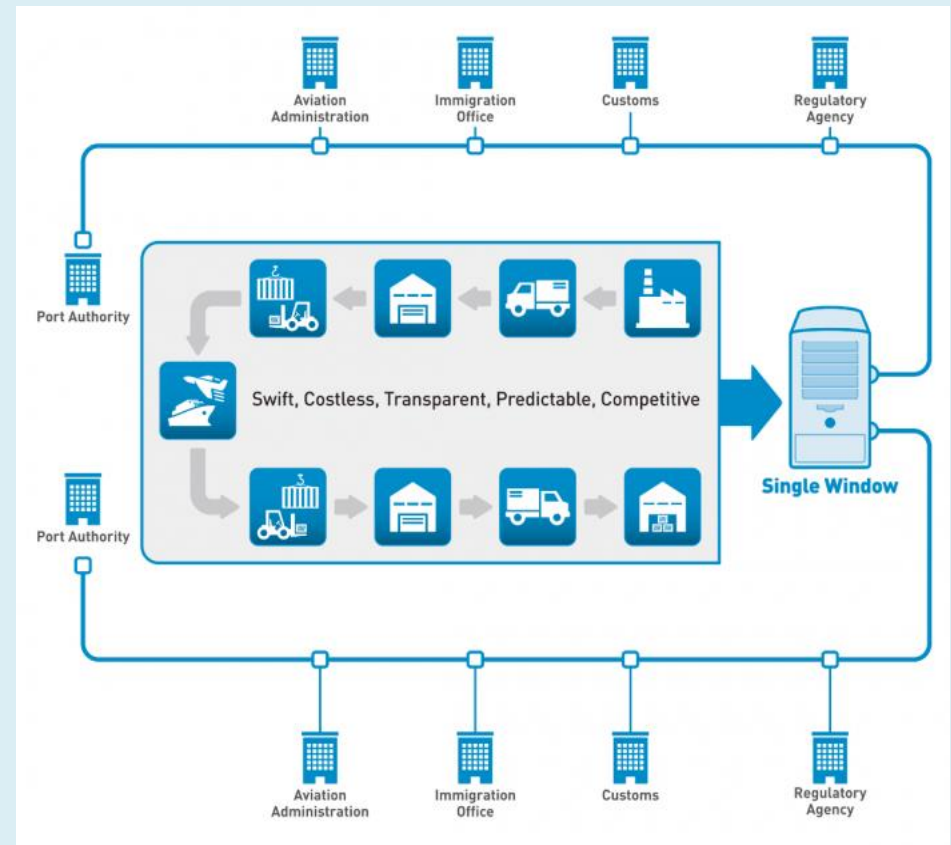 Aviation
Administration
Immigration
Office
Customs
Regulatory
Agency
Port Authority
Swift, Costless, Transparent, Predictable, Competitive
Single Window
Port Authority
Aviation
Administration
Immigration
Office
Customs
Regulatory
Agency